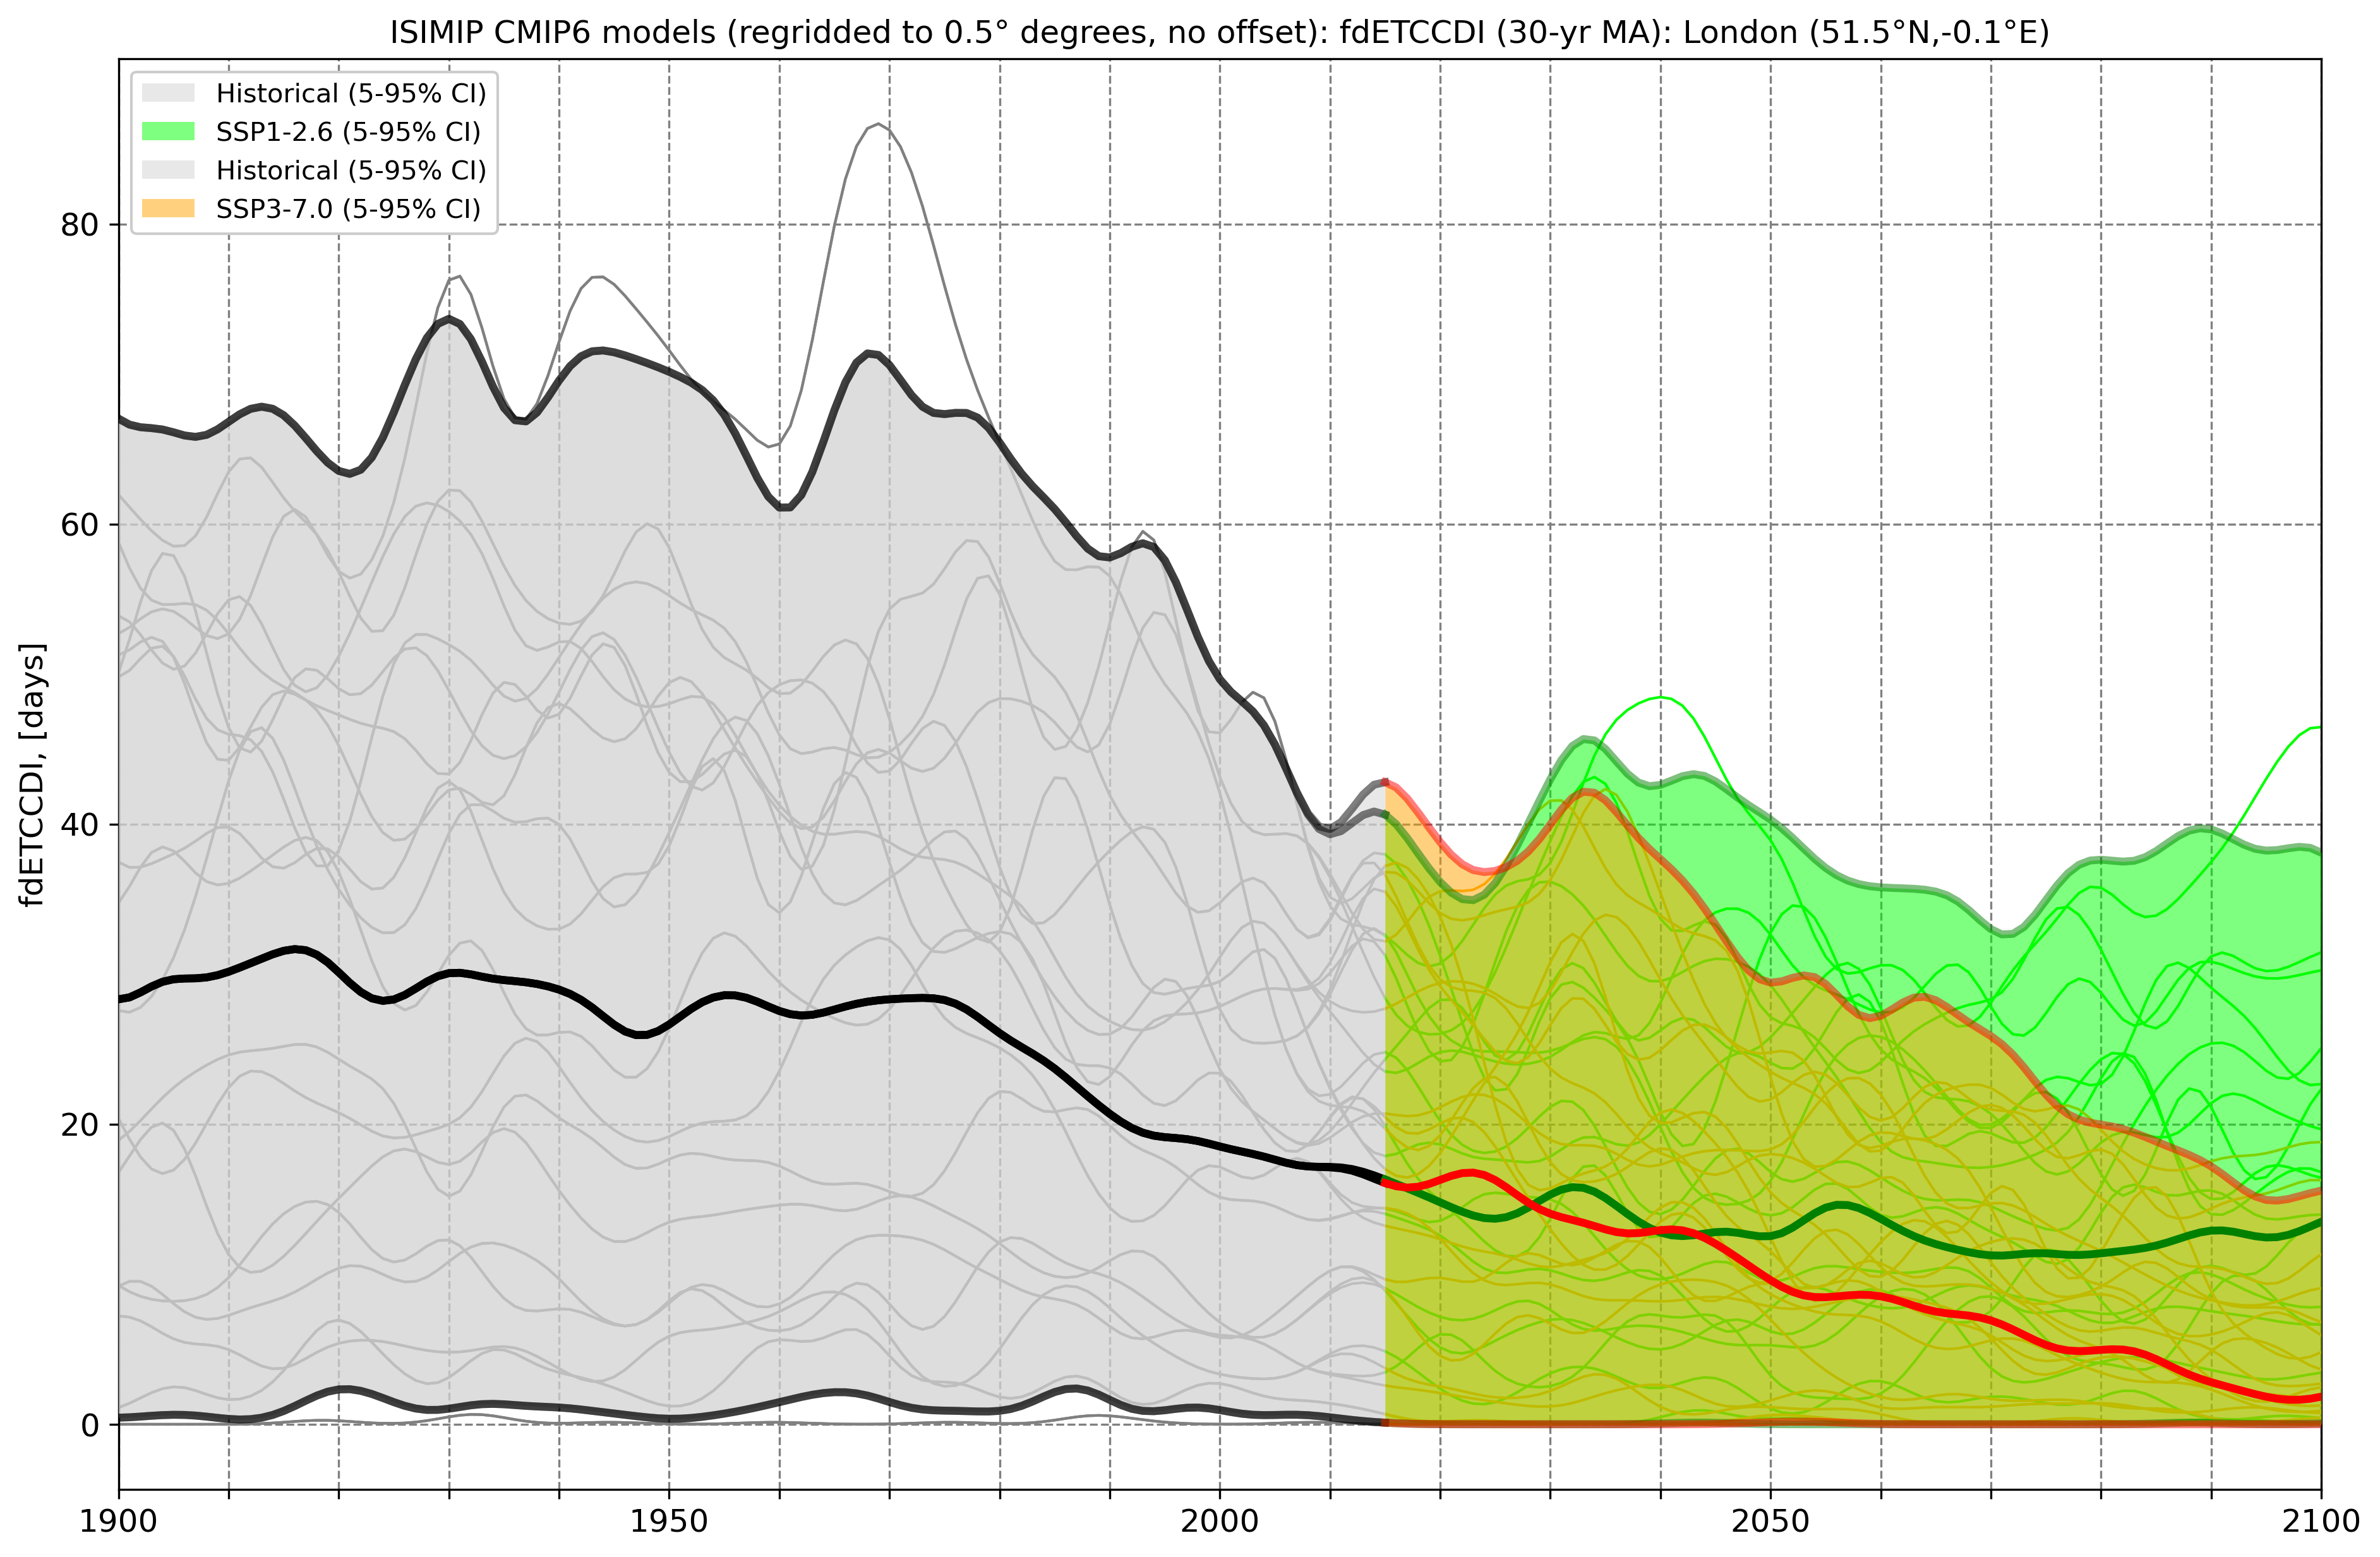 ISIMIP CMIP6 models (regridded to 0.5° degrees, no offset): fdETCCDI (30-yr MA): London (51.5°N,-0.1°E)
Historical (5-95% CI)
SSP1-2.6 (5-95% CI)
Historical (5-95% CI)
SSP3-7.0 (5-95% CI)
fdETCCDI, [days]
80
60
40
20
0
1900 1950 2000 2050 2100